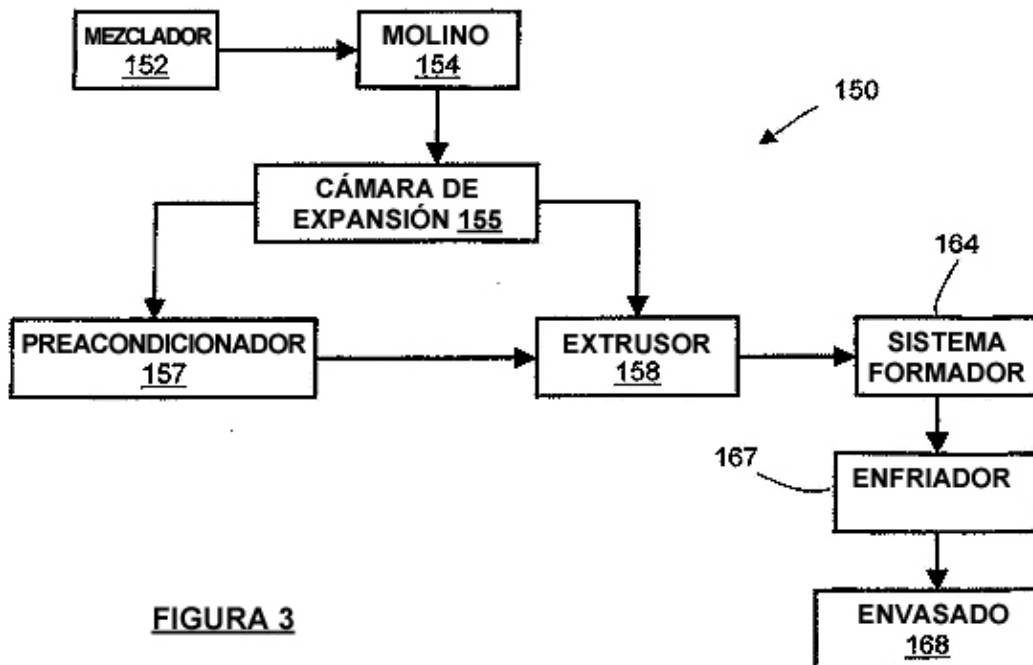 MEZCLADOR
152
MOLINO
154
150
CÁMARA DE
EXPANSIÓN 155
164
PREACONDICIONADOR
157
EXTRUSOR
158
SISTEMA
FORMADOR
167
ENFRIADOR
FIGURA 3
ENVASADO
168